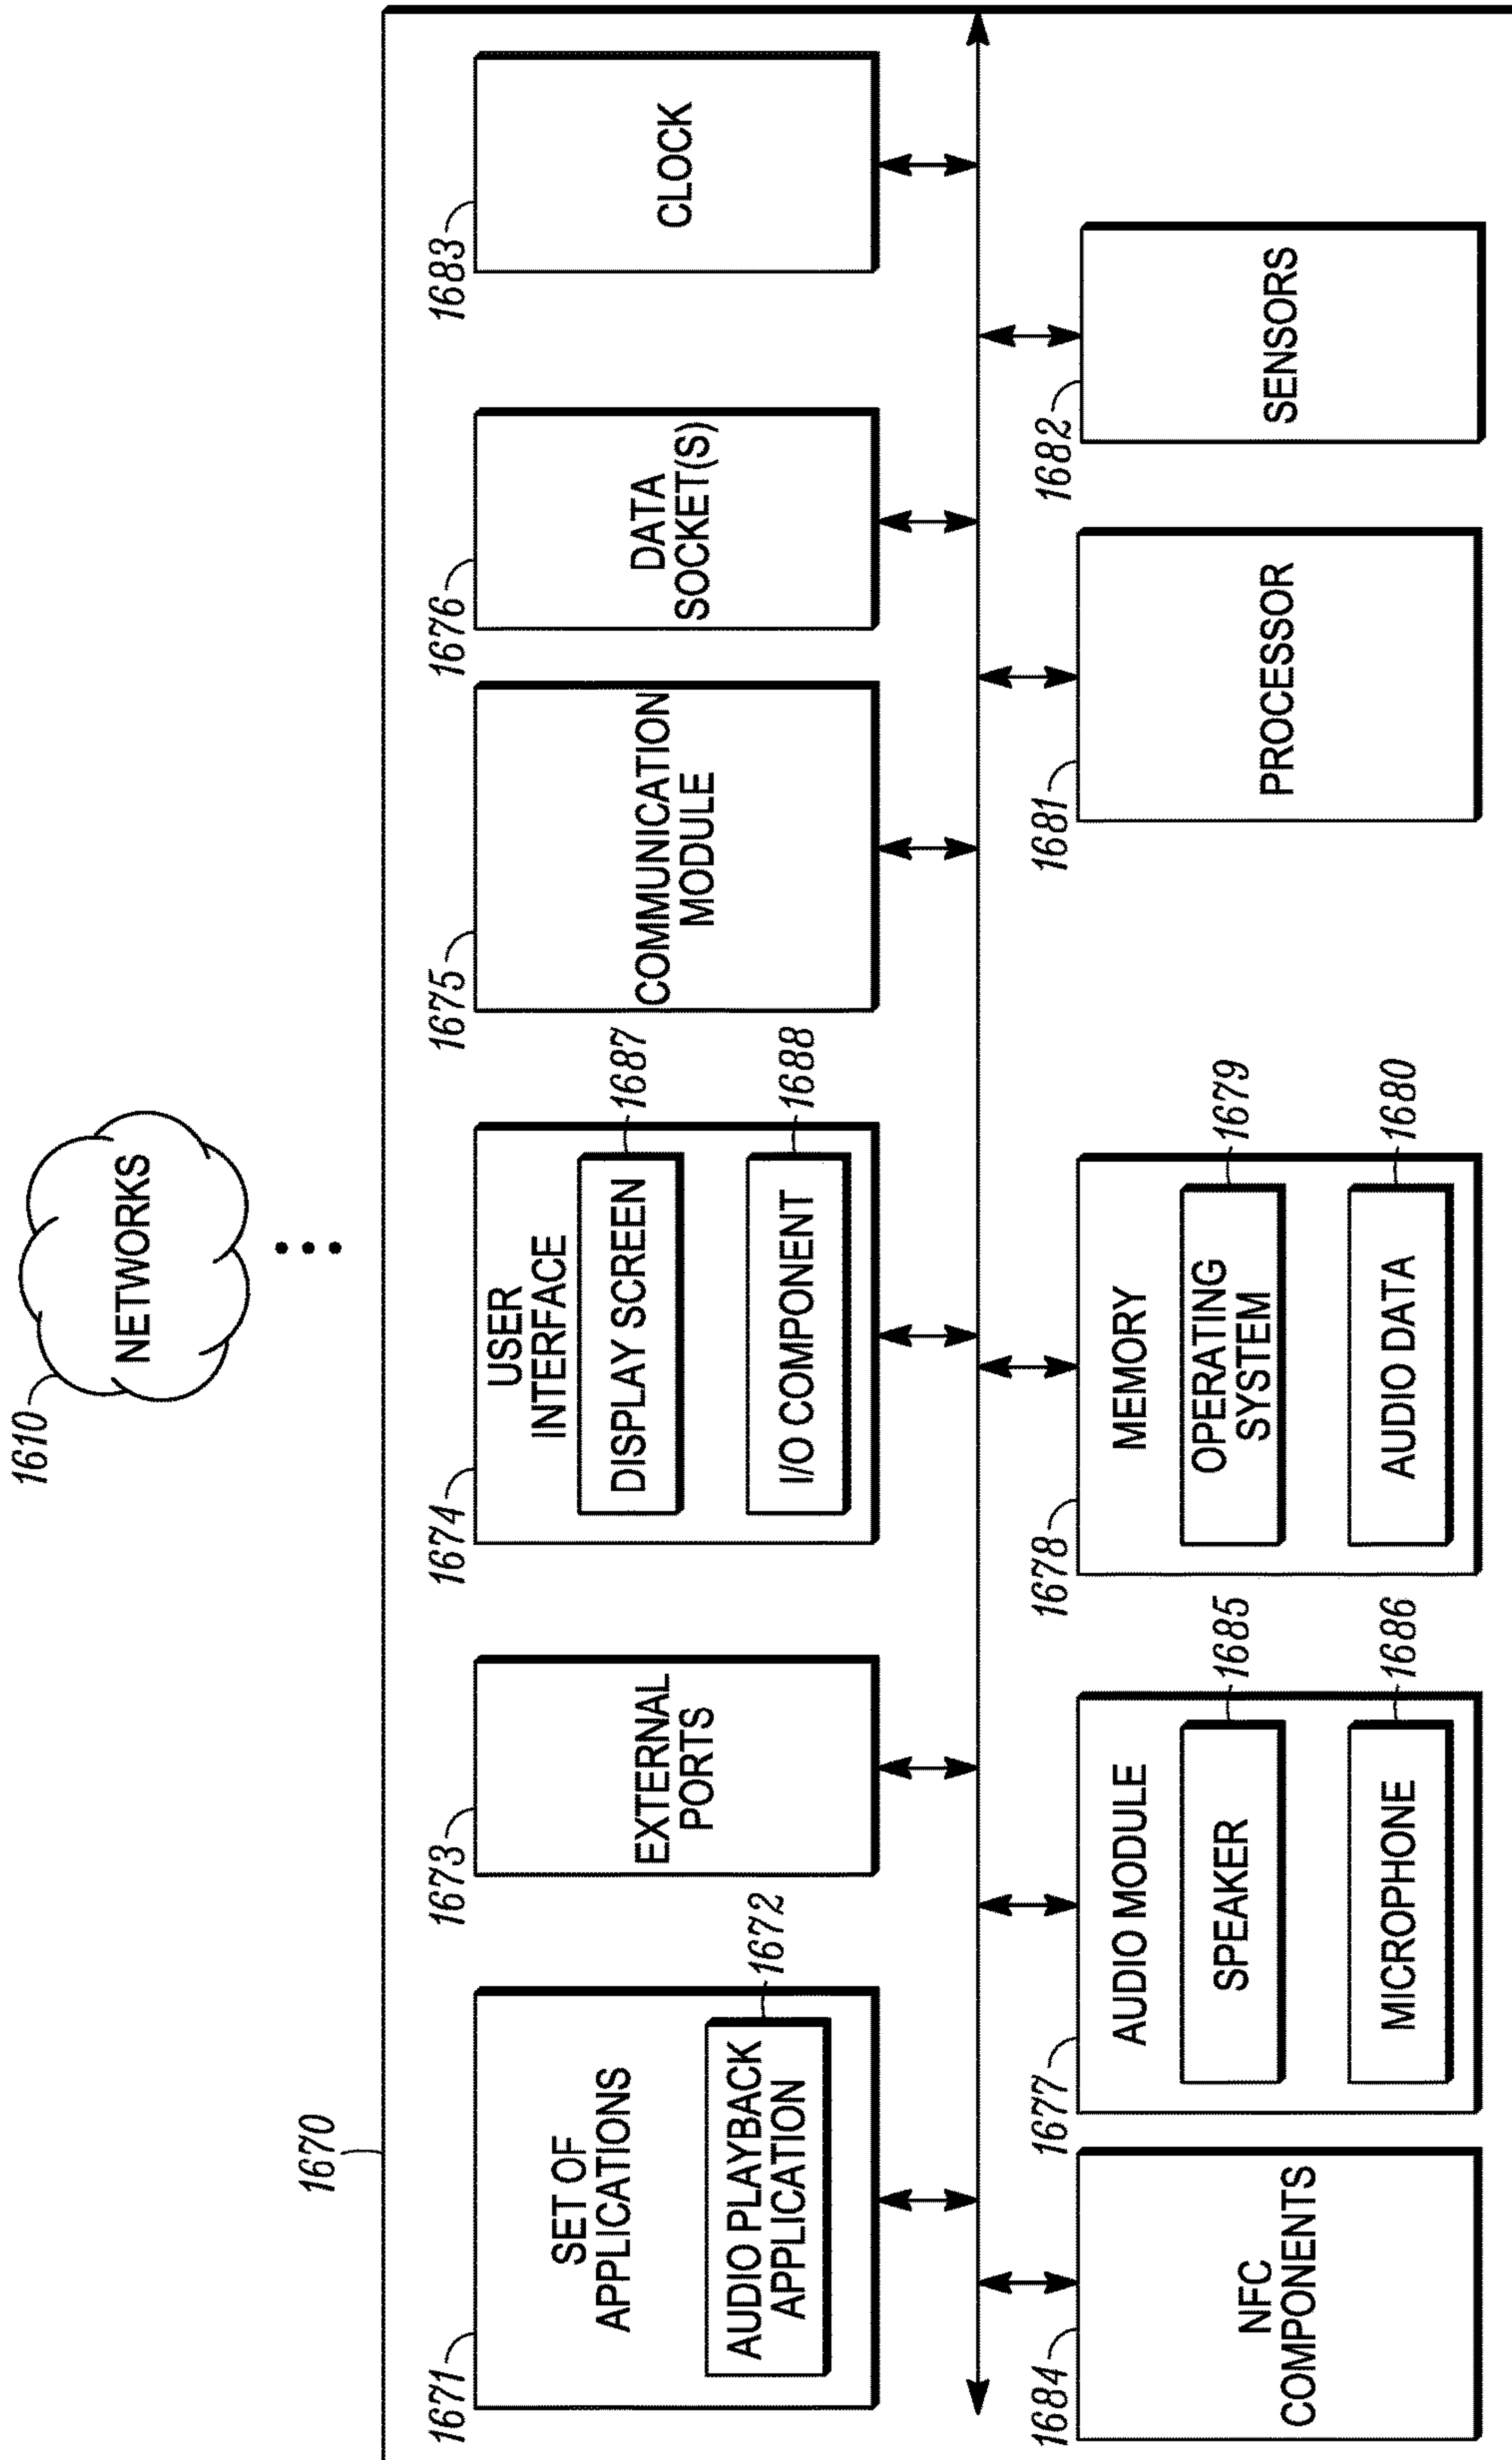 1610
NETWORKS
1670
1671
SET OF
APPLICATIONS
1672
AUDIO PLAYBACK
APPLICATION
1673
EXTERNAL
PORTS
1674
USER
INTERFACE
1687
DISPLAY SCREEN
1688
I/O COMPONENT
1675
COMMUNICATION
MODULE
1676
DATA
SOCKET(S)
1683
CLOCK
1684
NFC
COMPONENTS
1677
AUDIO MODULE
1685
SPEAKER
1686
MICROPHONE
1678
MEMORY
1679
OPERATING
SYSTEM
1680
AUDIO DATA
1681
PROCESSOR
1682
SENSORS